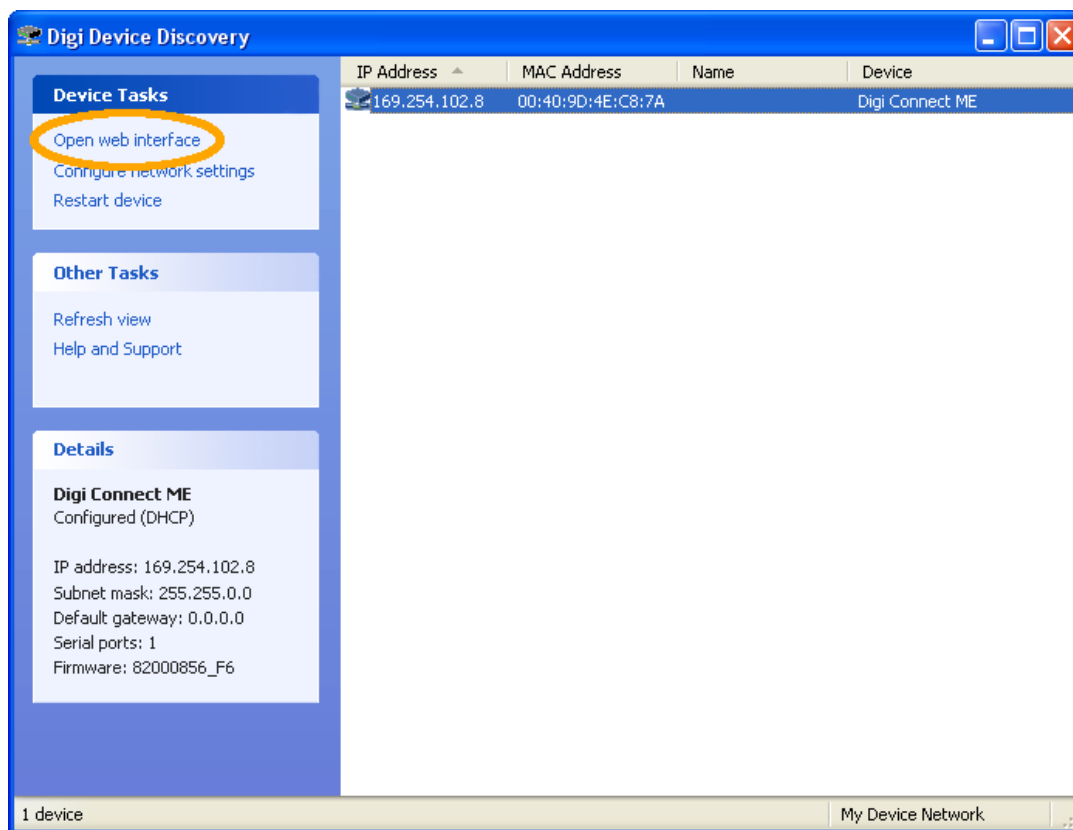 Digi Device Discovery
Device Tasks
Open web interface
Configure network settings
Restart device
Other Tasks
Refresh view
Help and Support
Details
Digi Connect ME
Configured (DHCP)
IP address: 169.254.102.8
Subnet mask: 255.255.0.0
Default gateway: 0.0.0.0
Serial ports: 1
Firmware: 82000856_F6
IP Address MAC Address Name Device
169.254.102.8 00:40:9D:4E:C8:7A Digi Connect ME
1 device My Device Network